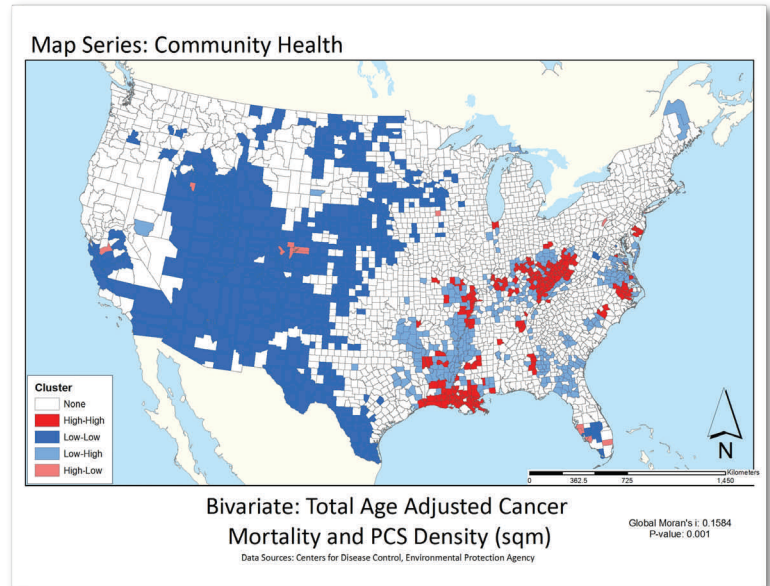 Map Series: Community Health
Cluster
None
High-High
Low-Low
Low-High
High-Low
N
Kilometers
0 362.5 725 1,450
Bivariate: Total Age Adjusted Cancer
Mortality and PCS Density (sqm)
Data Sources: Centers for Disease Control, Environmental Protection Agency
Global Moran's i: 0.1584
P-value: 0.001